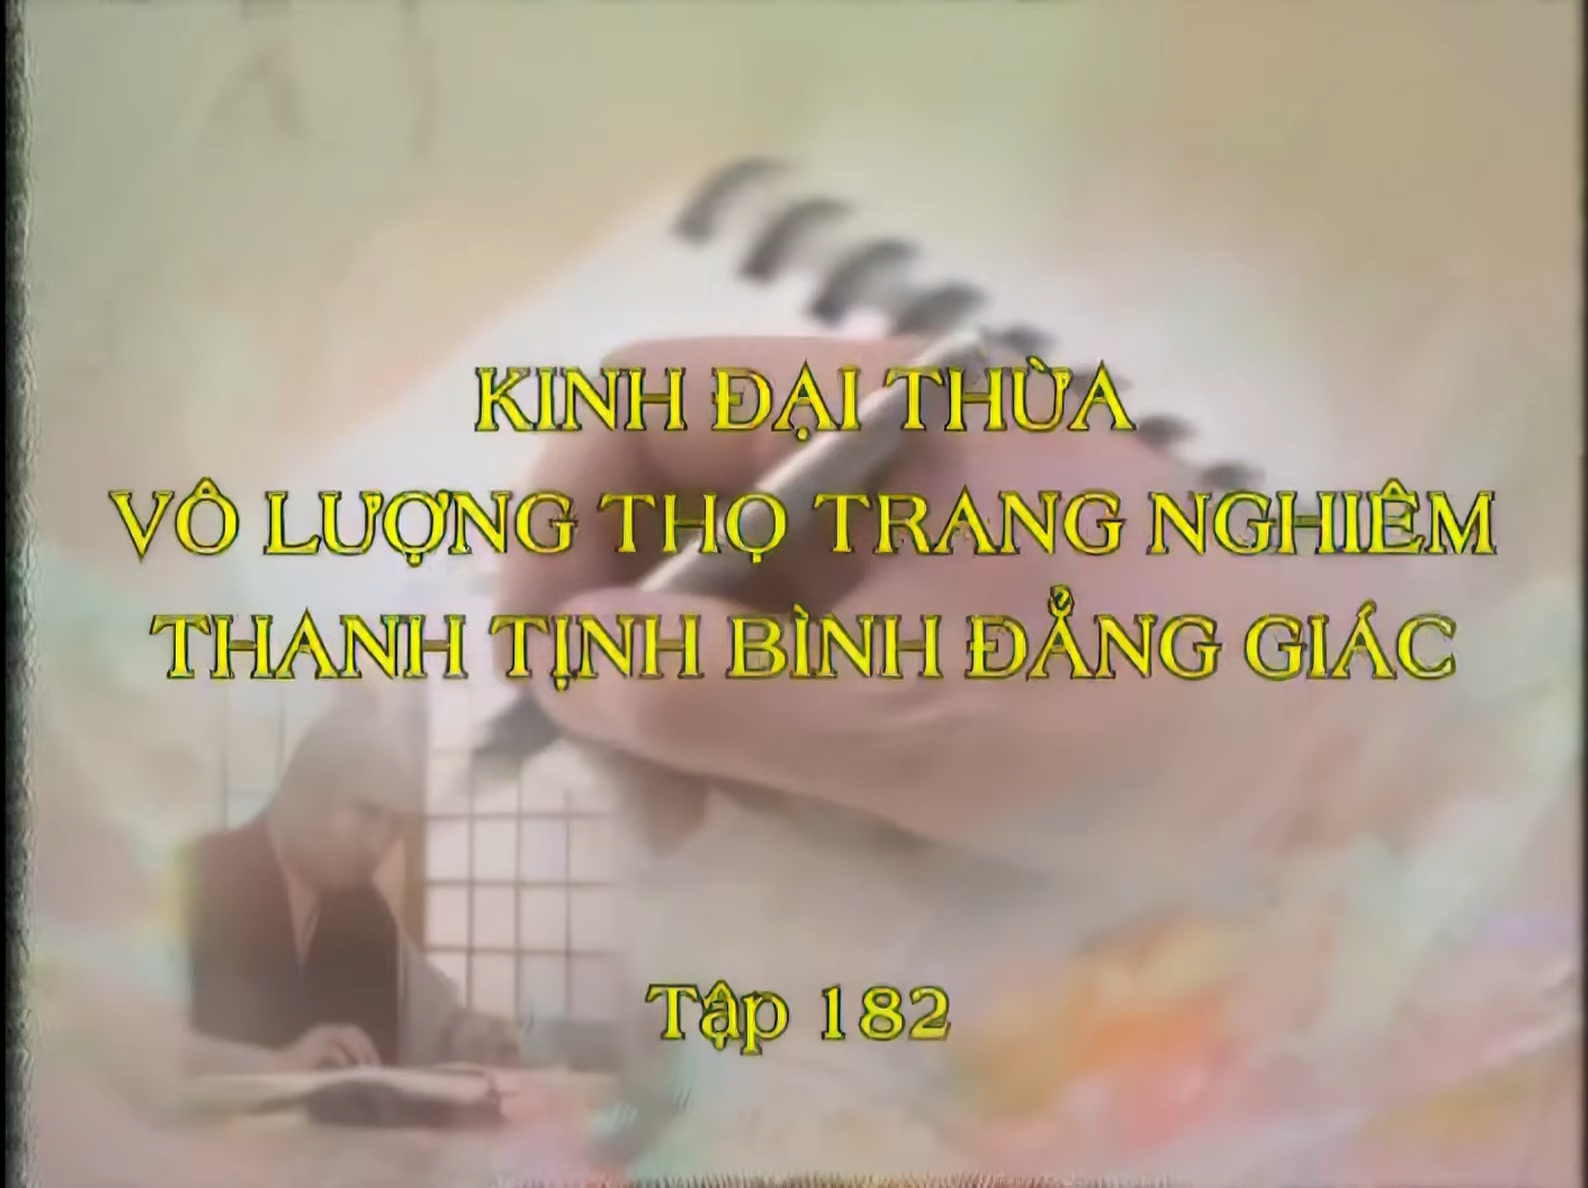 KINH ĐẠI THỪA
VÔ LƯỢNG THỌ TRANG NGHIÊM
THANH TỊNH BÌNH ĐẲNG GIÁC
Tập 182